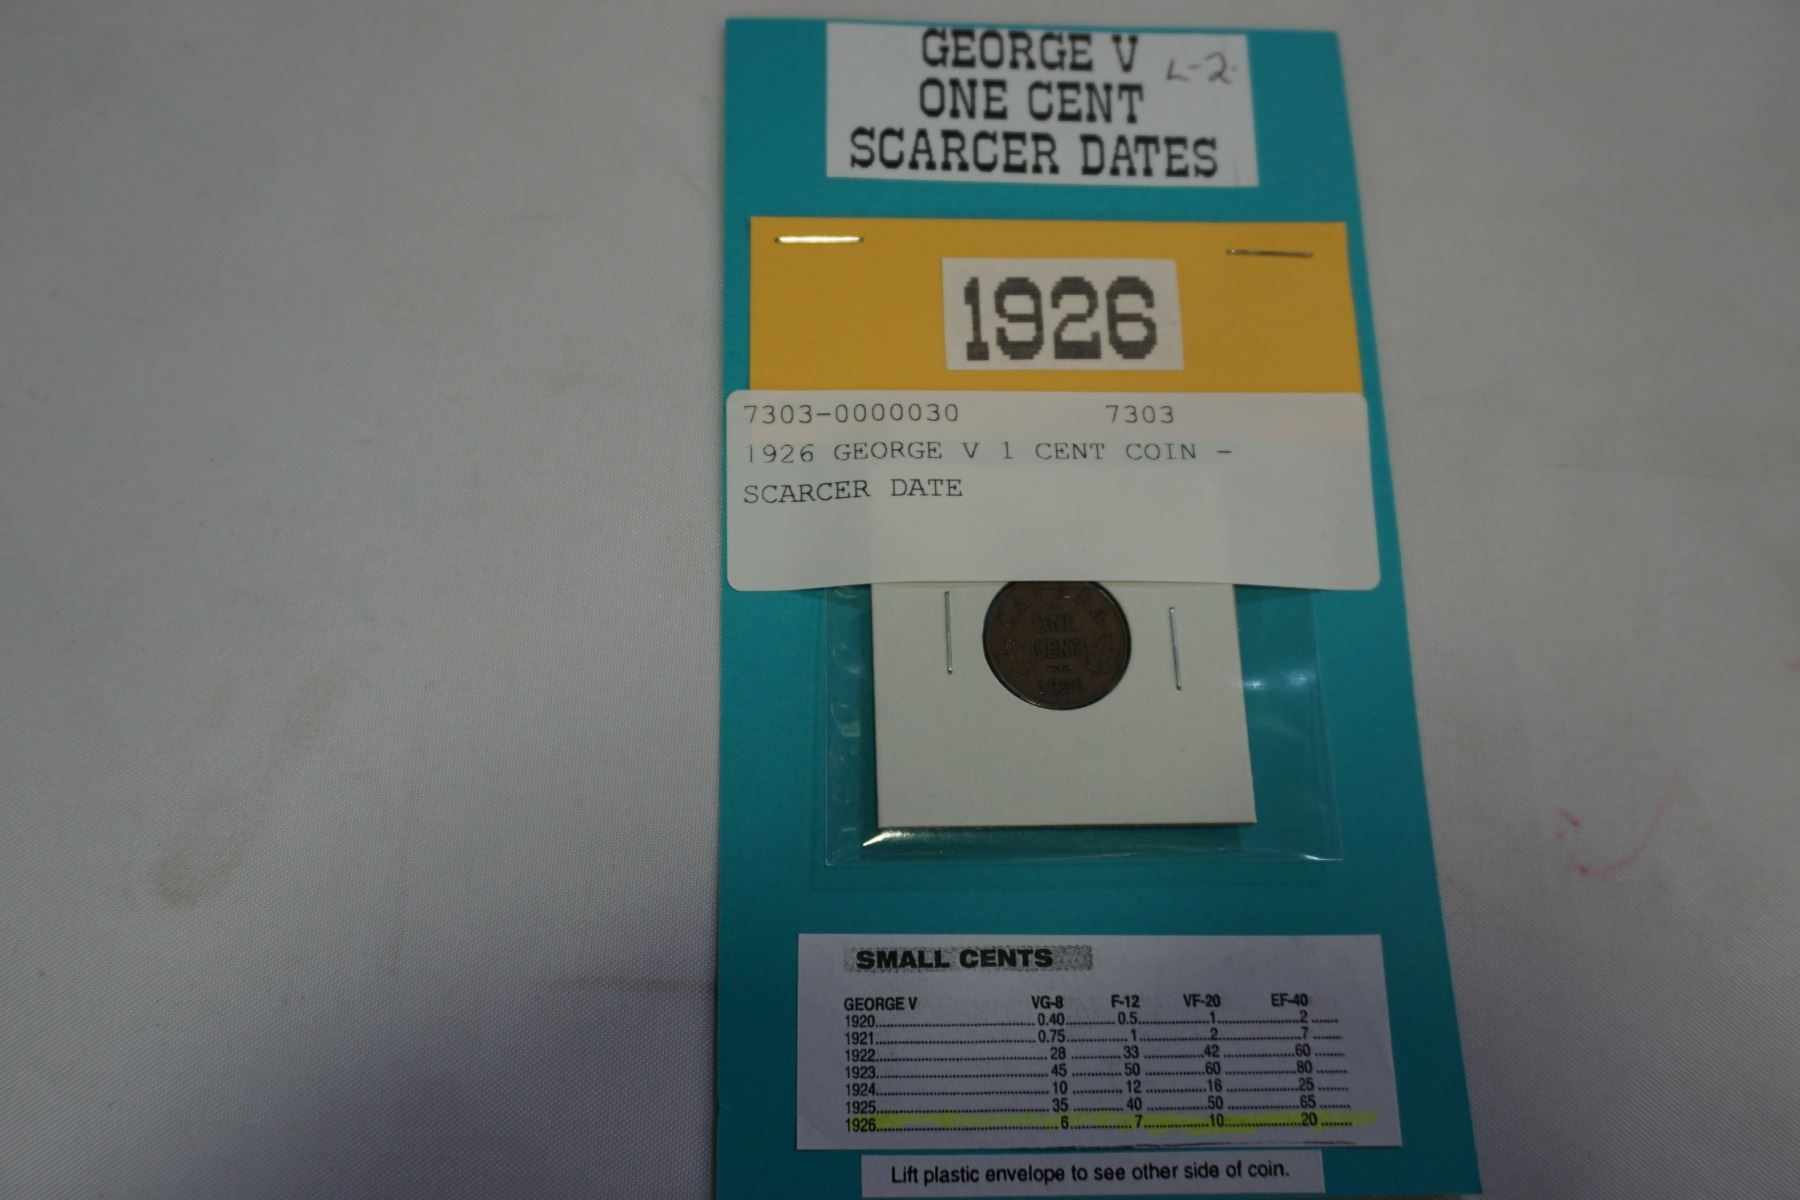 GEORGE V
L-2.
ONE CENT
SCARCER DATES
1926
7303-0000030 7303
1926 GEORGE V 1 CENT COIN -
SCARCER DATE
CANADA
ONE
CENT
1926
SMALL CENTS
GEORGE V VG-8 F-12 VF-20 EF-40
1920 0.40 0.5 1 2
1921 0.75 1 2 7
1922 28 33 42 60
1923 45 50 60 80
1924 10 12 16 25
1925 35 40 50 65
1926 6 7 10 20
Lift plastic envelope to see other side of coin.